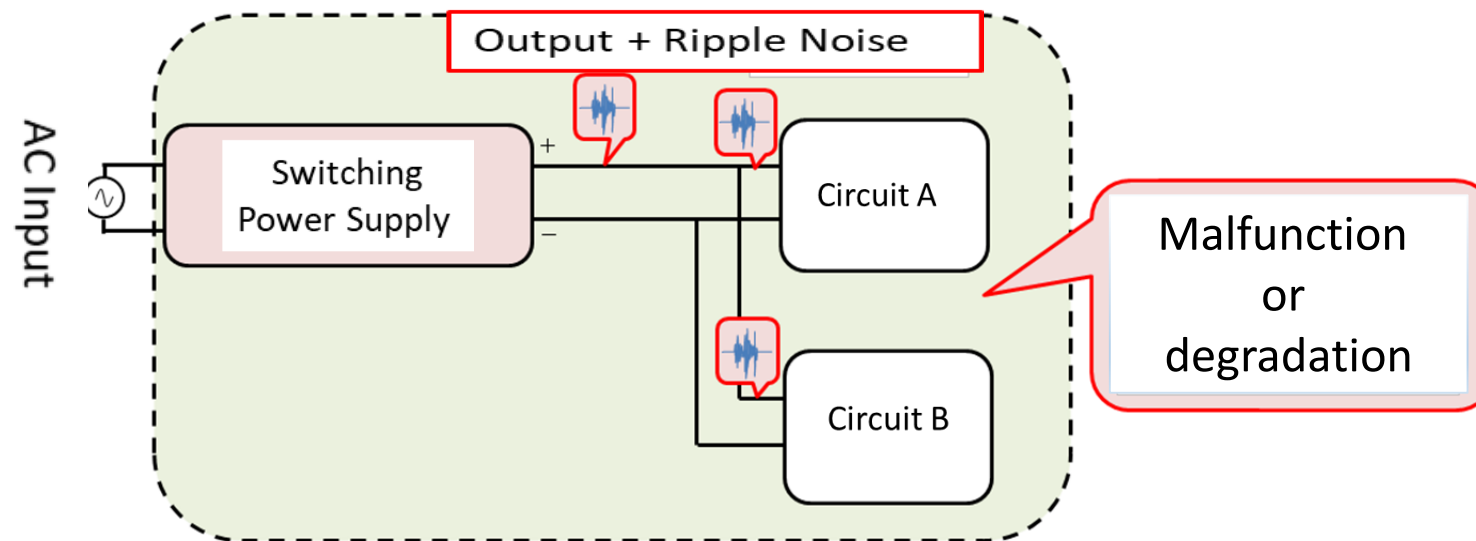 Output + Ripple Noise
AC Input
+
Switching
Power Supply
−
Circuit A
Malfunction
or
degradation
Circuit B